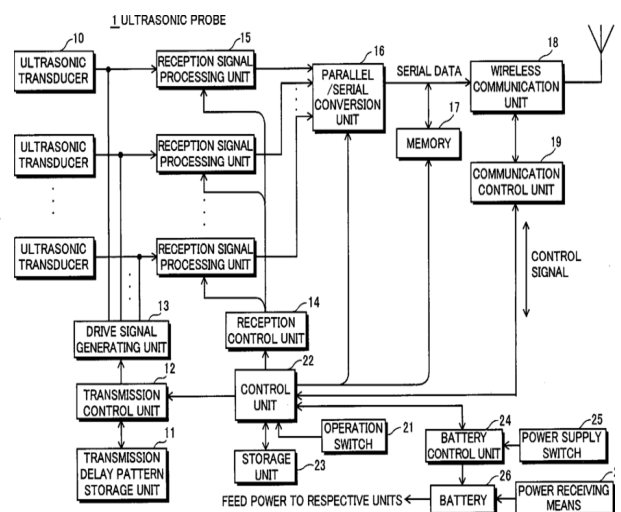 1 ULTRASONIC PROBE
10
ULTRASONIC
TRANSDUCER
15
RECEPTION SIGNAL
PROCESSING UNIT
16
PARALLEL
/SERIAL
CONVERSION
UNIT
SERIAL DATA
18
WIRELESS
COMMUNICATION
UNIT
17
MEMORY
19
COMMUNICATION
CONTROL UNIT
ULTRASONIC
TRANSDUCER
RECEPTION SIGNAL
PROCESSING UNIT
ULTRASONIC
TRANSDUCER
RECEPTION SIGNAL
PROCESSING UNIT
CONTROL
SIGNAL
13
DRIVE SIGNAL
GENERATING UNIT
14
RECEPTION
CONTROL UNIT
12
TRANSMISSION
CONTROL UNIT
22
CONTROL
UNIT
11
TRANSMISSION
DELAY PATTERN
STORAGE UNIT
OPERATION
SWITCH
21
STORAGE
UNIT
23
24
BATTERY
CONTROL UNIT
25
POWER SUPPLY
SWITCH
26
FEED POWER TO RESPECTIVE UNITS
BATTERY
POWER RECEIVING
MEANS